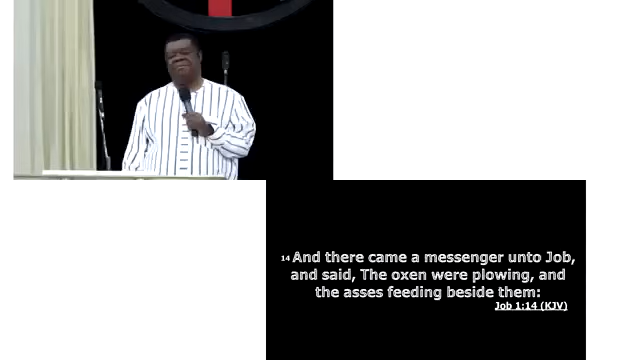 14 And there came a messenger unto Job,
and said, The oxen were plowing, and
the asses feeding beside them:
Job 1:14 (KJV)